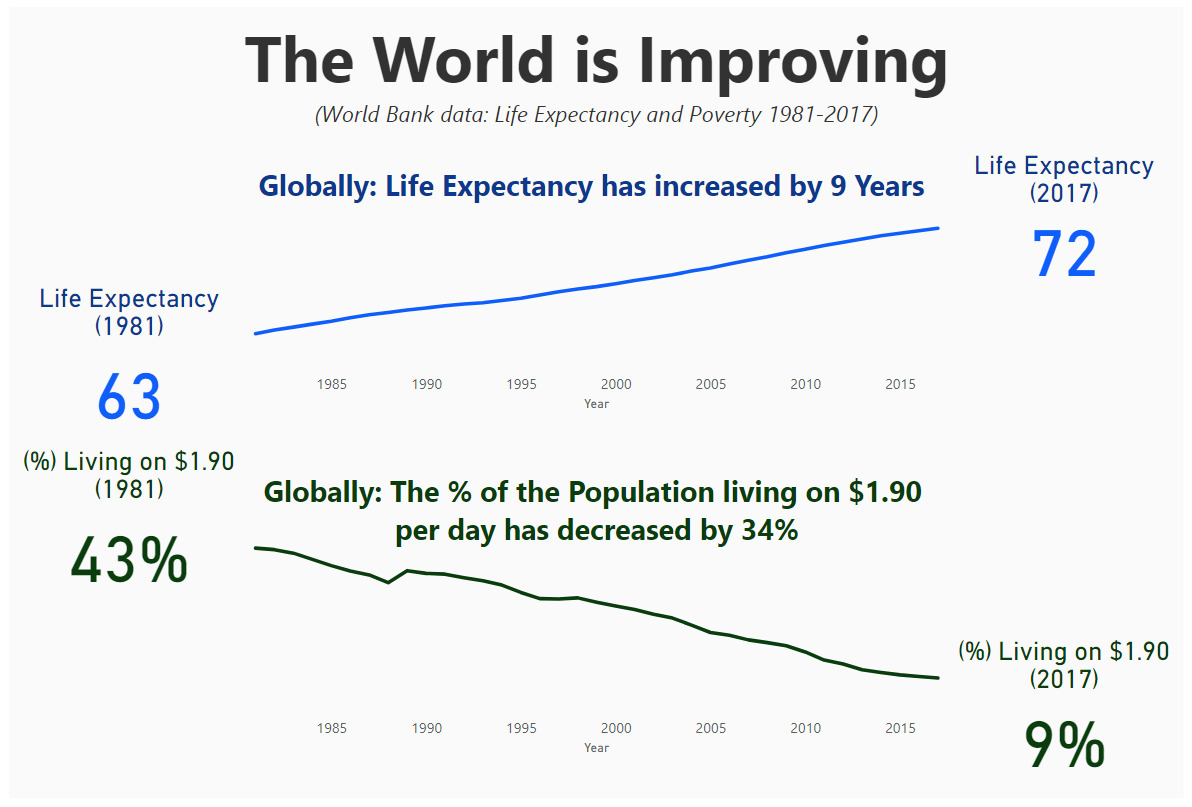 The World is Improving
(World Bank data: Life Expectancy and Poverty 1981-2017)
Globally: Life Expectancy has increased by 9 Years
Life Expectancy
(2017)
72
Life Expectancy
(1981)
63
1985 1990 1995 2000 2005 2010 2015
Year
(%) Living on $1.90
(1981)
43%
Globally: The % of the Population living on $1.90
per day has decreased by 34%
(%) Living on $1.90
(2017)
9%
1985 1990 1995 2000 2005 2010 2015
Year